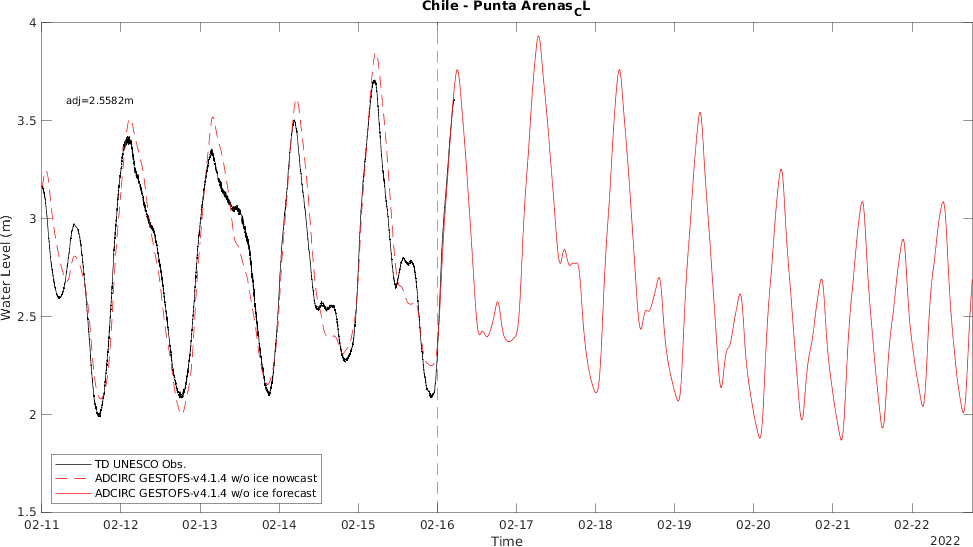 Chile - Punta Arenas_CL
4
3.5
3
2.5
2
1.5
Water Level (m)
adj=2.5582m
TD UNESCO Obs.
ADCIRC GESTOFS-v4.1.4 w/o ice nowcast
ADCIRC GESTOFS-v4.1.4 w/o ice forecast
02-11 02-12 02-13 02-14 02-15 02-16 02-17 02-18 02-19 02-20 02-21 02-22
Time
2022